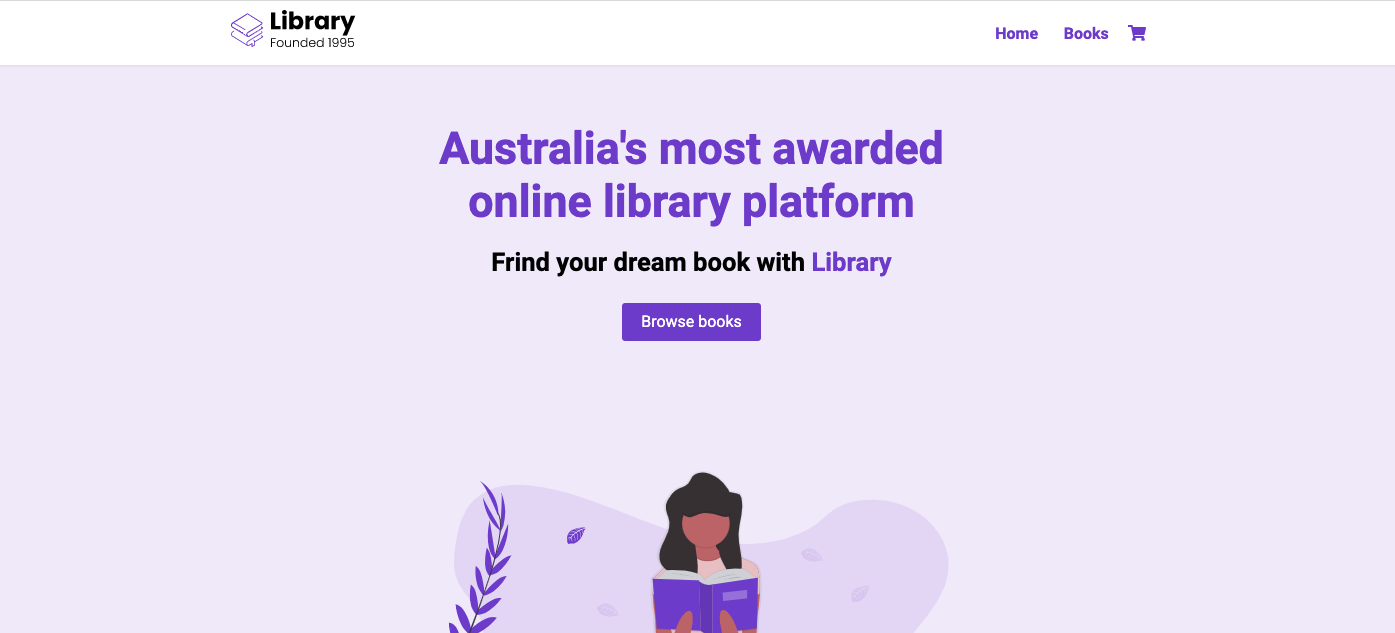 Library
Founded 1995
Home Books
Australia's most awarded
online library platform
Frind your dream book with Library
Browse books